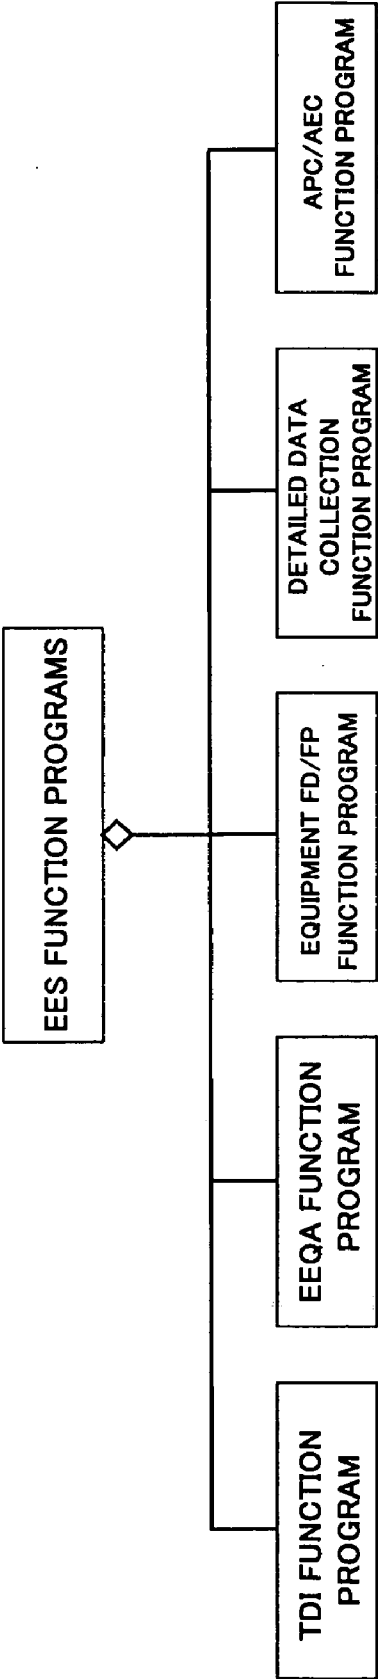 EES FUNCTION PROGRAMS
TDI FUNCTION
PROGRAM
EEQA FUNCTION
PROGRAM
EQUIPMENT FD/FP
FUNCTION PROGRAM
DETAILED DATA
COLLECTION
FUNCTION PROGRAM
APC/AEC
FUNCTION PROGRAM